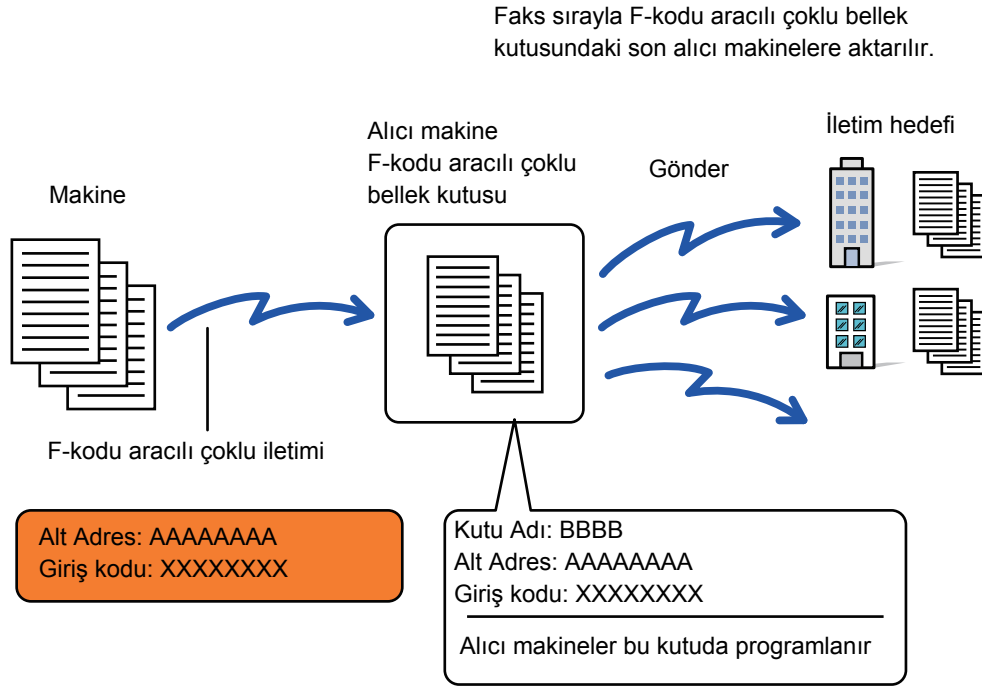 Faks sırayla F-kodu aracılı çoklu bellek
kutusundaki son alıcı makinelere aktarılır.
Makine
Alıcı makine
F-kodu aracılı çoklu
bellek kutusu
Gönder
İletim hedefi
F-kodu aracılı çoklu iletimi
Alt Adres: AAAAAAAA
Giriş kodu: XXXXXXXX
Kutu Adı: BBBB
Alt Adres: AAAAAAAA
Giriş kodu: XXXXXXXX
Alıcı makineler bu kutuda programlanır